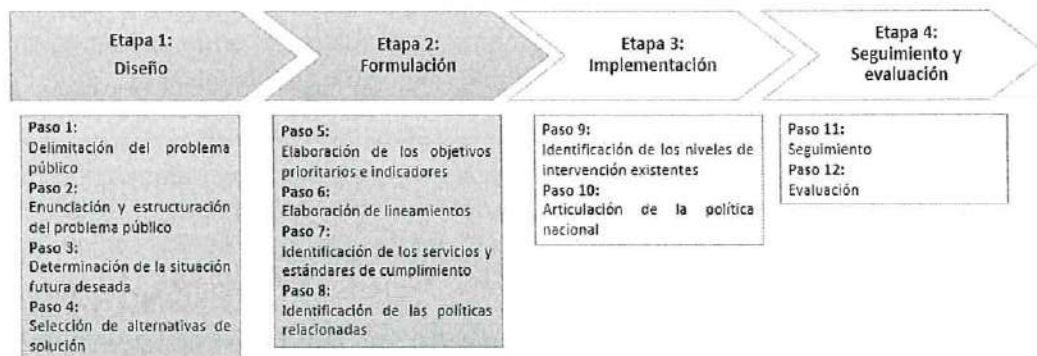 Etapa 1:
Diseño
Etapa 2:
Formulación
Etapa 3:
Implementación
Etapa 4:
Seguimiento y
evaluación
Paso 1:
Delimitación del problema
público
Paso 2:
Enunciación y estructuración
del problema público
Paso 3:
Determinación de la situación
futura deseada
Paso 4:
Selección de alternativas de
solución
Paso 5:
Elaboración de los objetivos
prioritarios e indicadores
Paso 6:
Elaboración de lineamientos
Paso 7:
Identificación de los servicios y
estándares de cumplimiento
Paso 8:
Identificación de las políticas
relacionadas
Paso 9:
Identificación de los niveles de
intervención existentes
Paso 10:
Articulación de la política
nacional
Paso 11:
Seguimiento
Paso 12:
Evaluación